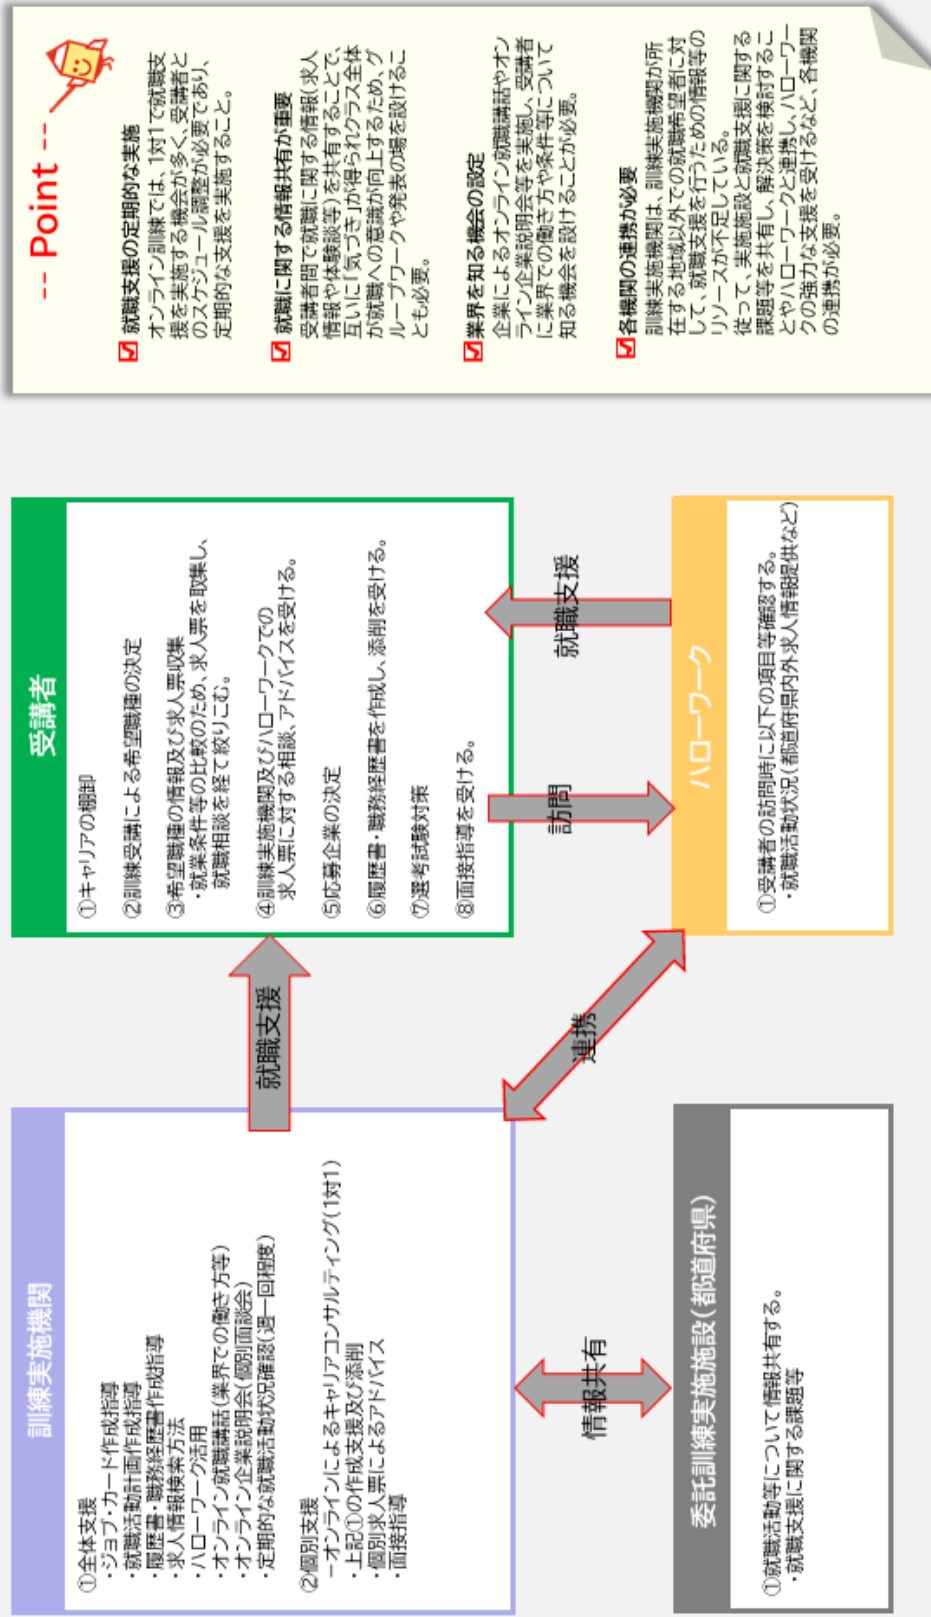 訓練実施機関
①全体支援
・ジョブ・カード作成指導
・就職活動計画作成指導
・履歴書・職務経歴書作成指導
・求人情報検索方法
・ハローワーク活用
・オンライン就職講話(業界での働き方等)
・オンライン企業説明会(個別面談会)
・定期的な就職活動状況確認(週一回程度)
②個別支援
－オンラインによるキャリアコンサルティング(1対1)
・上記①の作成支援及び添削
・個別求人票によるアドバイス
・面接指導
就職支援
受講者
①キャリアの棚卸
②訓練受講による希望職種の決定
③希望職種の情報及び求人票収集
・就業条件等の比較のため、求人票を取集し、
就職相談を経て絞りこむ。
④訓練実施機関及びハローワークでの
求人票に対する相談、アドバイスを受ける。
⑤応募企業の決定
⑥履歴書・職務経歴書を作成し、添削を受ける。
⑦選考試験対策
⑧面接指導を受ける。
情報共有
連携
訪問
就職支援
委託訓練実施施設(都道府県)
①就職活動等について情報共有する。
・就職支援に関する課題等
ハローワーク
①受講者の訪問時に以下の項目等確認する。
・就職活動状況(都道府県内外求人情報提供など)
-- Point --
就職支援の定期的な実施
オンライン訓練では、1対1で就職支
援を実施する機会が多く、受講者と
のスケジュール調整が必要であり、
定期的な支援を実施すること。
就職に関する情報共有が重要
受講者間で就職に関する情報(求人
情報や体験談等)を共有することで、
互いに「気づき」が得られクラス全体
が就職への意識が向上するため、グ
ループワークや発表の場を設けるこ
とも必要。
業界を知る機会の設定
企業によるオンライン就職講話やオン
ライン企業説明会等を実施し、受講者
に業界での働き方や条件等について
知る機会を設けることが必要。
各機関の連携が必要
訓練実施機関は、訓練実施機関が所
在する地域以外での就職希望者に対
して、就職支援を行うための情報等の
リソースが不足している。
従って、実施施設と就職支援に関する
課題等を共有し、解決策を検討するこ
とやハローワークと連携し、ハローワー
クの強力な支援を受けるなど、各機関
の連携が必要。